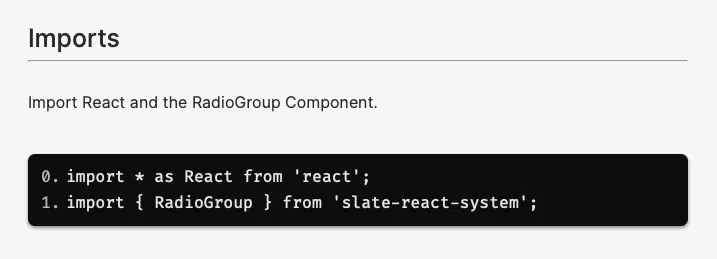 Imports
Import React and the RadioGroup Component.
0. import * as React from 'react';
1. import { RadioGroup } from 'slate-react-system';